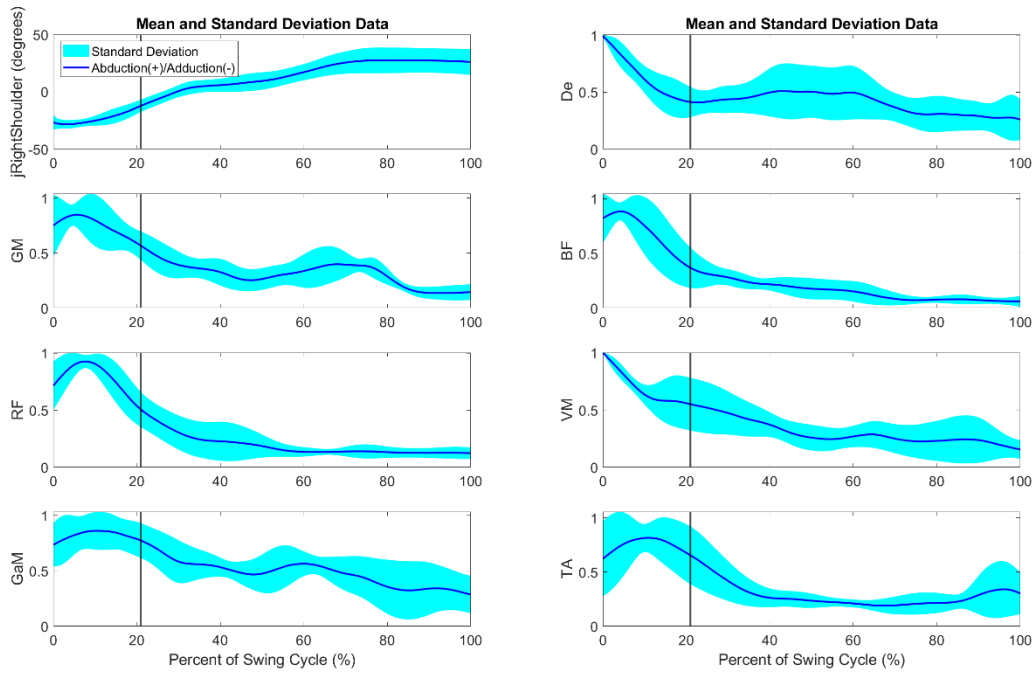 Mean and Standard Deviation Data
jRightShoulder (degrees)
50
0
-50
Standard Deviation
Abduction(+)/Adduction(-)
0 20 40 60 80 100
Mean and Standard Deviation Data
De
1
0.5
0
0 20 40 60 80 100
GM
1
0.5
0
0 20 40 60 80 100
BF
1
0.5
0
0 20 40 60 80 100
RF
1
0.5
0
0 20 40 60 80 100
VM
1
0.5
0
0 20 40 60 80 100
GaM
1
0.5
0
0 20 40 60 80 100
Percent of Swing Cycle (%)
TA
1
0.5
0
0 20 40 60 80 100
Percent of Swing Cycle (%)